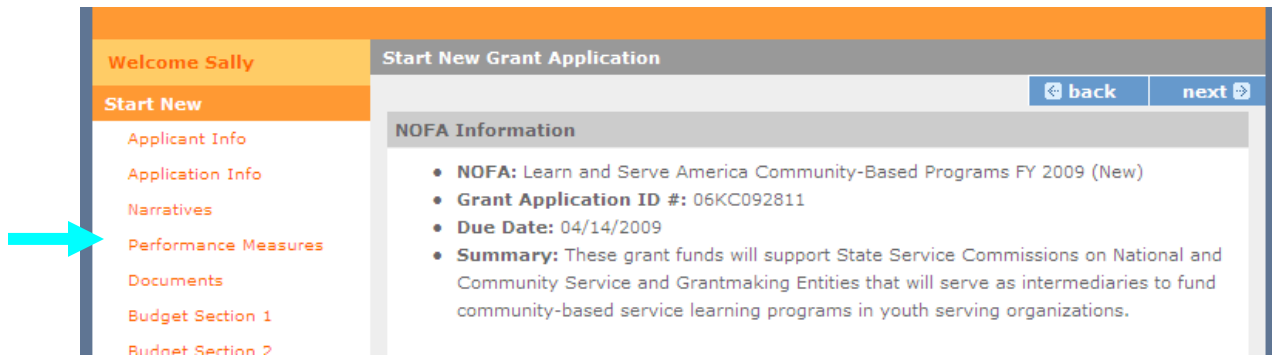 Welcome Sally
Start New
Applicant Info
Application Info
Narratives
Performance Measures
Documents
Budget Section 1
Budget Section 2
Start New Grant Application
back next
NOFA Information
• NOFA: Learn and Serve America Community-Based Programs FY 2009 (New)
• Grant Application ID #: 06KC092811
• Due Date: 04/14/2009
• Summary: These grant funds will support State Service Commissions on National and
Community Service and Grantmaking Entities that will serve as intermediaries to fund
community-based service learning programs in youth serving organizations.